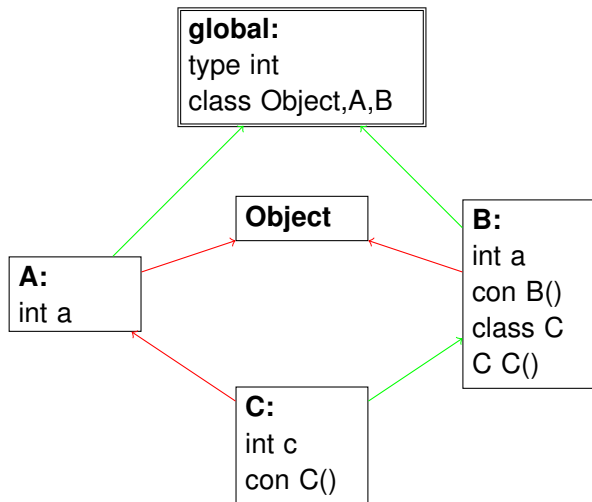 global:
type int
class Object,A,B
Object
A:
int a
B:
int a
con B()
class C
C C()
C:
int c
con C()